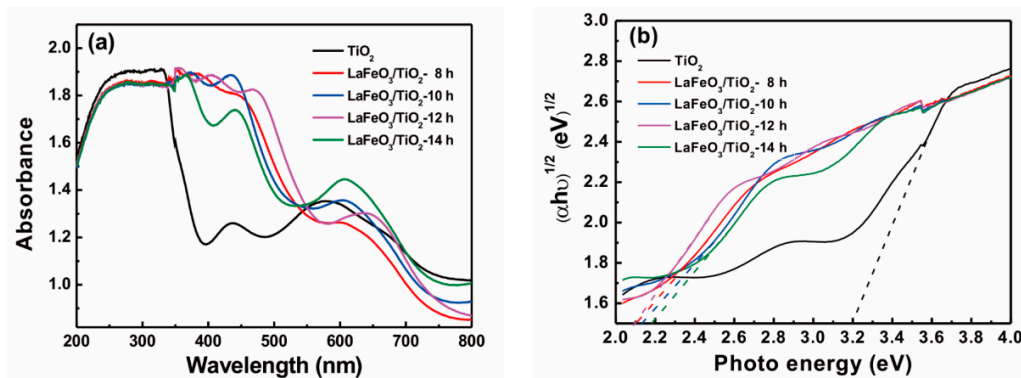 (a)
TiO2
LaFeO3/TiO2- 8 h
LaFeO3/TiO2-10 h
LaFeO3/TiO2-12 h
LaFeO3/TiO2-14 h
Absorbance
2.0
1.8
1.6
1.4
1.2
1.0
200 300 400 500 600 700 800
Wavelength (nm)
(b)
TiO2
LaFeO3/TiO2- 8 h
LaFeO3/TiO2-10 h
LaFeO3/TiO2-12 h
LaFeO3/TiO2-14 h
(αhυ)1/2 (eV)1/2
3.0
2.8
2.6
2.4
2.2
2.0
1.8
1.6
2.0 2.2 2.4 2.6 2.8 3.0 3.2 3.4 3.6 3.8 4.0
Photo energy (eV)